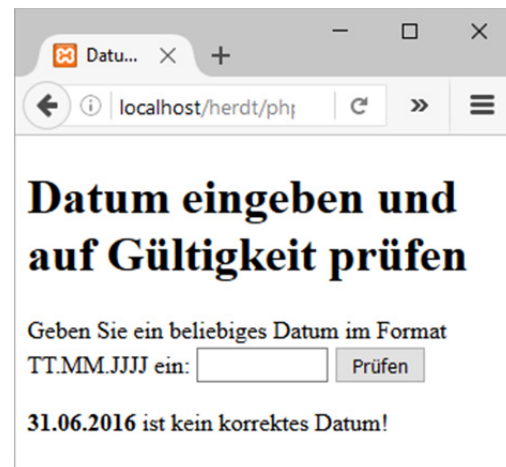 Datu...
localhost/herdt/php
Datum eingeben und
auf Gültigkeit prüfen
Geben Sie ein beliebiges Datum im Format
TT.MM.JJJJ ein: Prüfen
31.06.2016 ist kein korrektes Datum!